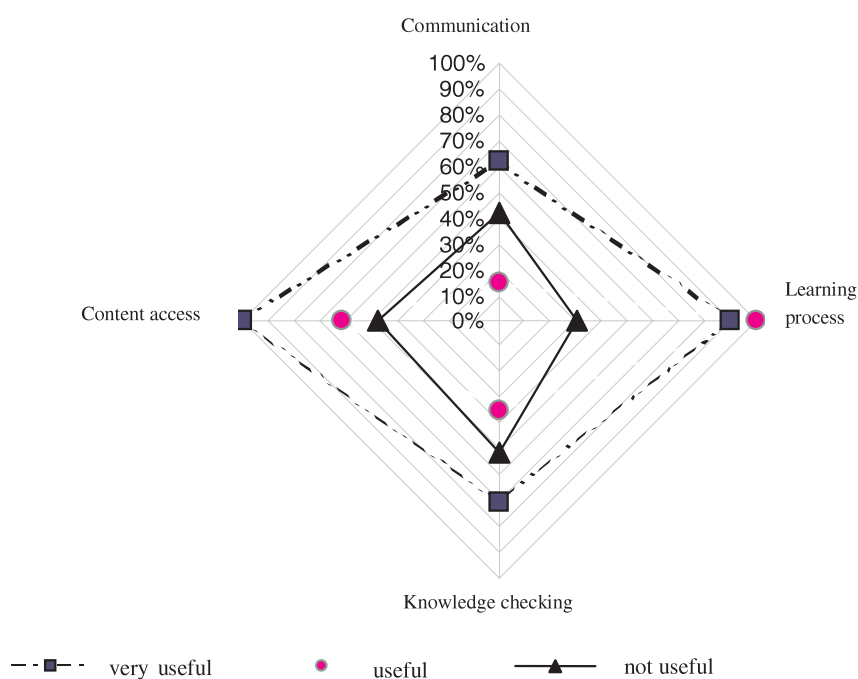 Communication
100%
90%
80%
70%
60%
50%
40%
30%
20%
10%
0%
Content access
Learning
process
Knowledge checking
very useful
useful
not useful